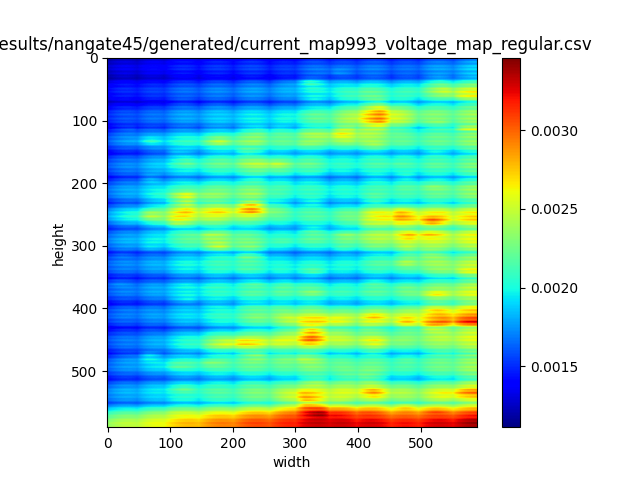 esults/nangate45/generated/current_map993_voltage_map_regular.csv
0
100
200
300
400
500
height
0 100 200 300 400 500
width
0.0030
0.0025
0.0020
0.0015